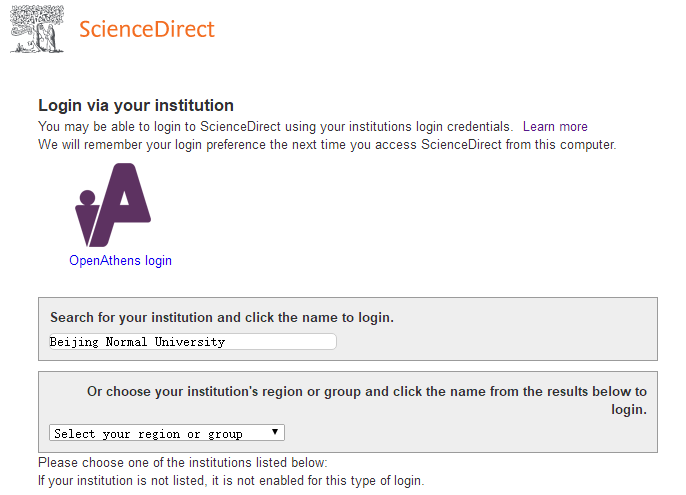 ScienceDirect
Login via your institution
You may be able to login to ScienceDirect using your institutions login credentials. Learn more
We will remember your login preference the next time you access ScienceDirect from this computer.
OpenAthens login
Search for your institution and click the name to login.
Beijing Normal University
Or choose your institution's region or group and click the name from the results below to
login.
Select your region or group
Please choose one of the institutions listed below:
If your institution is not listed, it is not enabled for this type of login.